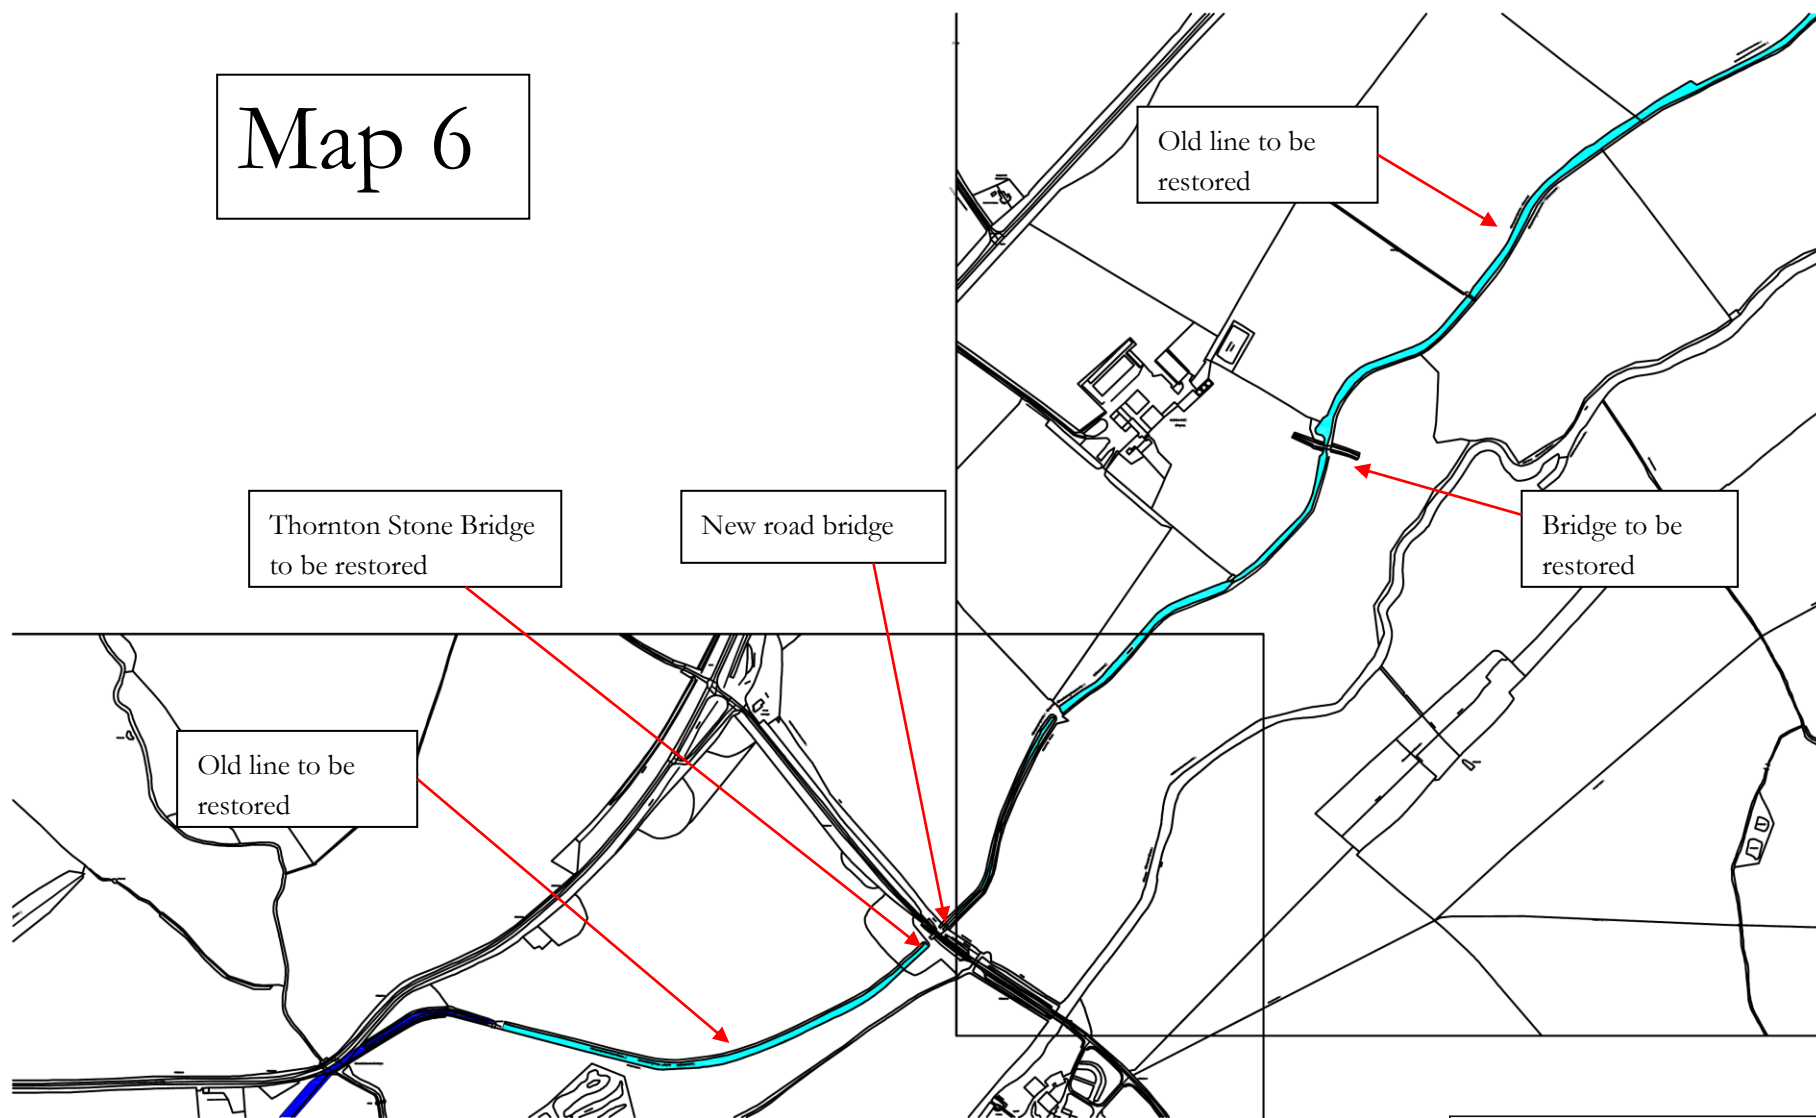 Map 6
Old line to be
restored
Thornton Stone Bridge
to be restored
New road bridge
Bridge to be
restored
Old line to be
restored